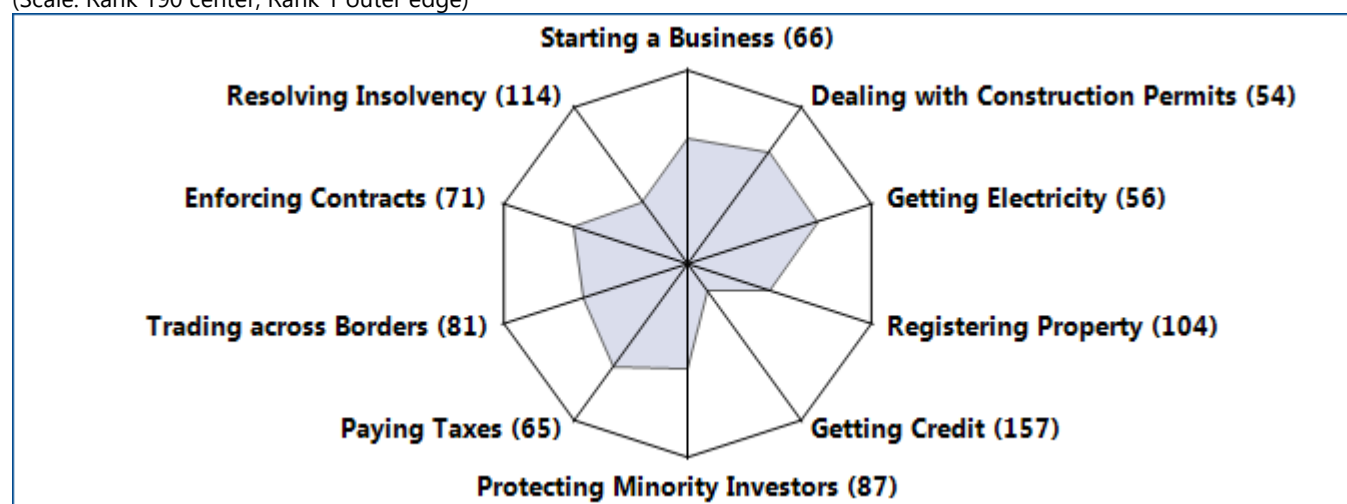 (Scale: Rank 190 center, Rank 1 outer edge)
Starting a Business (66)
Resolving Insolvency (114)
Dealing with Construction Permits (54)
Enforcing Contracts (71)
Getting Electricity (56)
Trading across Borders (81)
Registering Property (104)
Paying Taxes (65)
Getting Credit (157)
Protecting Minority Investors (87)